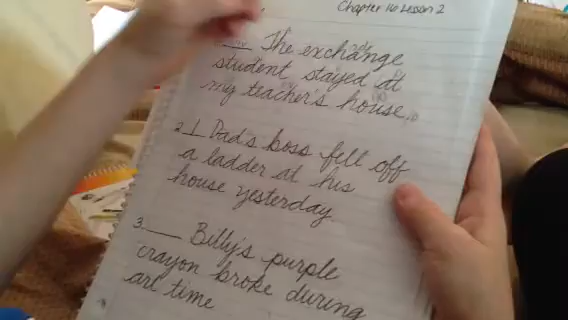 Chapter 16 Lesson 2
The exchange
student stayed at
my teacher's house.
2. 1 Dad's boss fell off
a ladder at his
house yesterday
3. Billy's purple
crayon broke during
art time